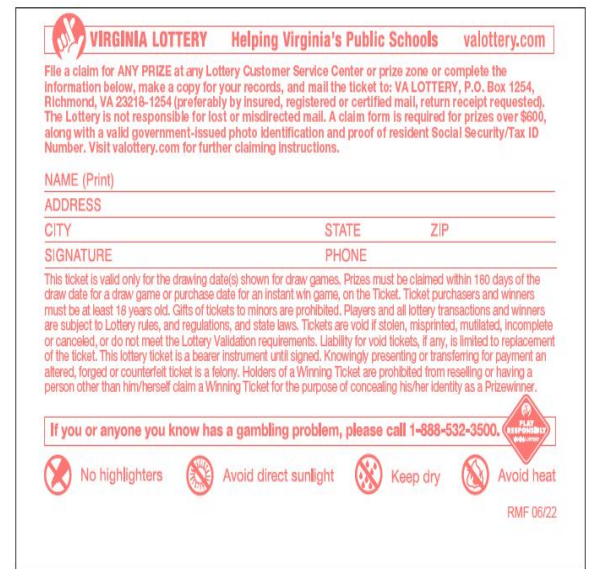 VIRGINIA LOTTERY Helping Virginia's Public Schools valottery.com
File a claim for ANY PRIZE at any Lottery Customer Service Center or prize zone or complete the
information below, make a copy for your records, and mail the ticket to: VA LOTTERY, P.O. Box 1254,
Richmond, VA 23218-1254 (preferably by insured, registered or certified mail, return receipt requested).
The Lottery is not responsible for lost or misdirected mail. A claim form is required for prizes over $600,
along with a valid government-issued photo identification and proof of resident Social Security/Tax ID
Number. Visit valottery.com for further claiming instructions.
NAME (Print)
ADDRESS
CITY STATE ZIP
SIGNATURE PHONE
This ticket is valid only for the drawing date(s) shown for draw games. Prizes must be claimed within 180 days of the
draw date for a draw game or purchase date for an instant win game, on the Ticket. Ticket purchasers and winners
must be at least 18 years old. Gifts of tickets to minors are prohibited. Players and all lottery transactions and winners
are subject to Lottery rules, and regulations, and state laws. Tickets are void if stolen, misprinted, mutilated, incomplete
or canceled, or do not meet the Lottery Validation requirements. Liability for void tickets, if any, is limited to replacement
of the ticket. This lottery ticket is a bearer instrument until signed. Knowingly presenting or transferring for payment an
altered, forged or counterfeit ticket is a felony. Holders of a Winning Ticket are prohibited from reselling or having a
person other than him/herself claim a Winning Ticket for the purpose of concealing his/her identity as a Prizewinner.
If you or anyone you know has a gambling problem, please call 1-888-532-3500.
PLAY
RESPONSIBLY
No highlighters Avoid direct sunlight Keep dry Avoid heat
RMF 06/22